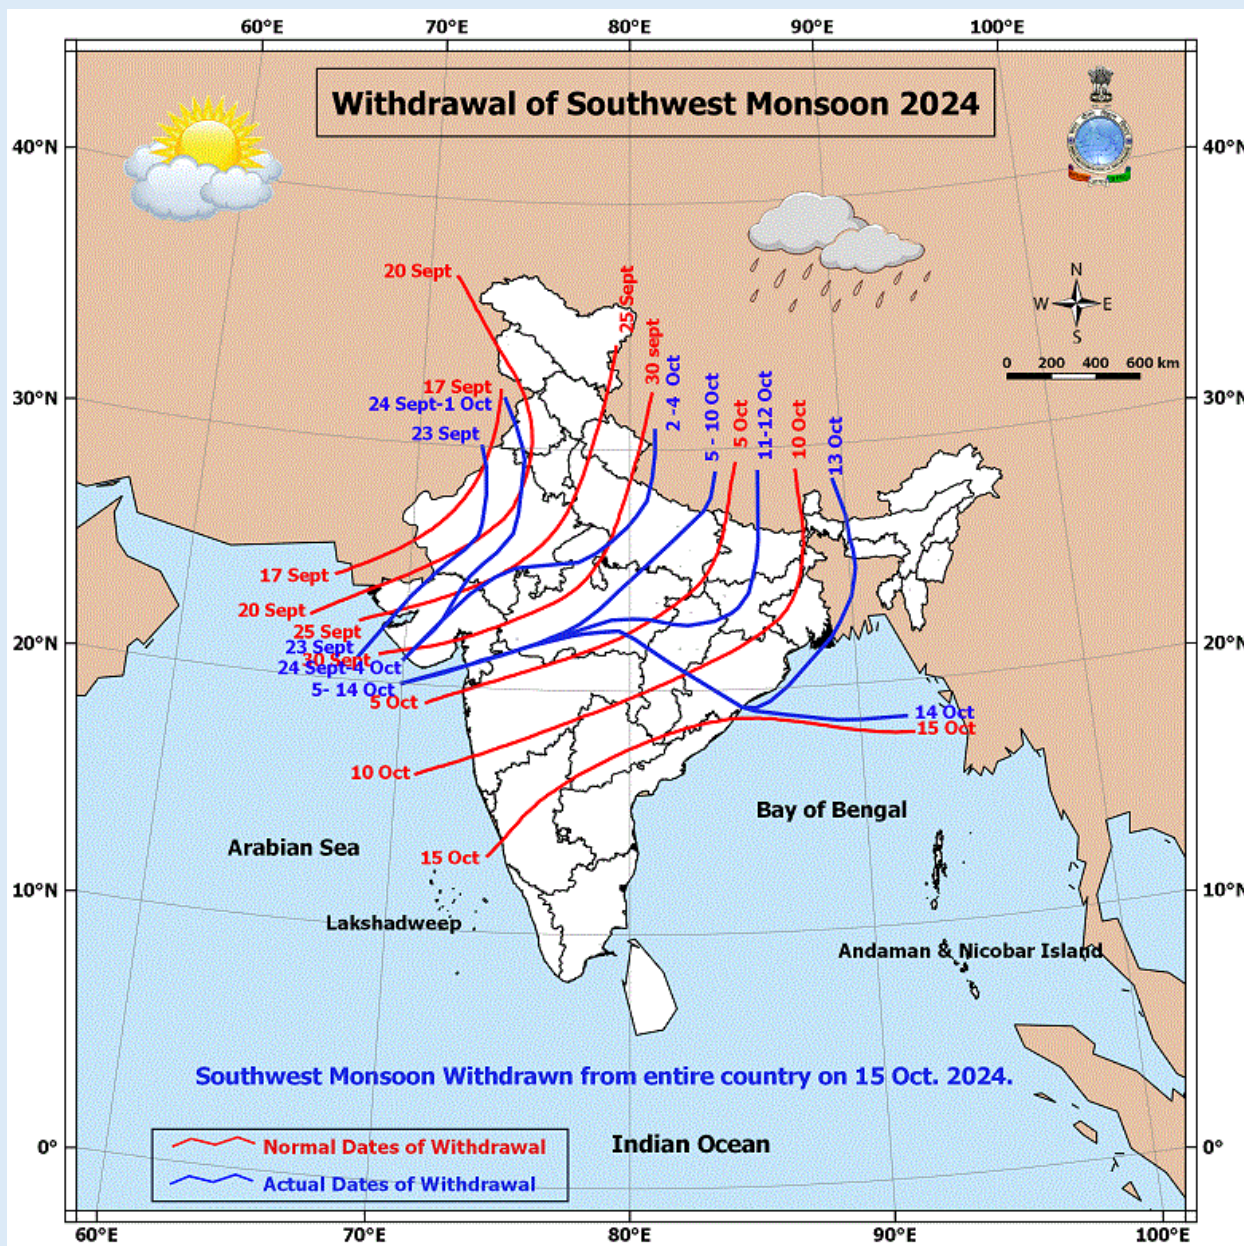 60°E 70°E 80°E 90°E 100°E
Withdrawal of Southwest Monsoon 2024
40°N 40°N
20 Sept
25 Sept
N
W E
S
30 sept
2 -4 Oct
0 200 400 600 km
17 Sept
24 Sept-1 Oct
23 Sept
5 - 10 Oct
5 Oct
11-12 Oct
10 Oct
13 Oct
30°N 30°N
17 Sept
20 Sept
25 Sept
23 Sept
30 Sept
24 Sept-4 Oct
5- 14 Oct
5 Oct
20°N 20°N
14 Oct
15 Oct
10 Oct
Bay of Bengal
Arabian Sea
15 Oct
10°N 10°N
Lakshadweep
Andaman & Nicobar Island
Southwest Monsoon Withdrawn from entire country on 15 Oct. 2024.
Normal Dates of Withdrawal
Actual Dates of Withdrawal
Indian Ocean
0° 0°
60°E 70°E 80°E 90°E 100°E